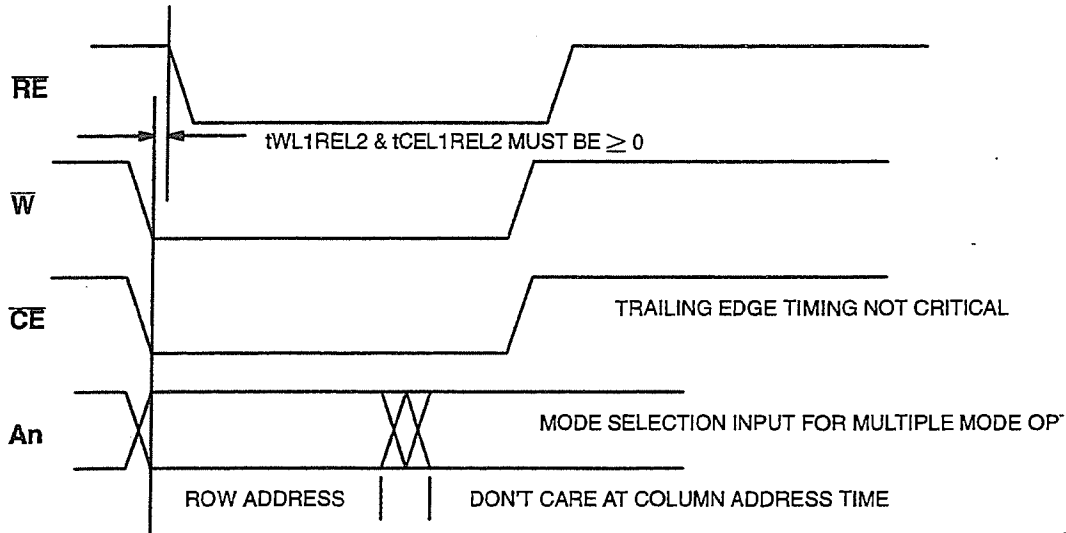 RE
tWL1REL2 & tCEL1REL2 MUST BE ≥ 0
W
CE
TRAILING EDGE TIMING NOT CRITICAL
An
MODE SELECTION INPUT FOR MULTIPLE MODE OP
ROW ADDRESS
DON'T CARE AT COLUMN ADDRESS TIME